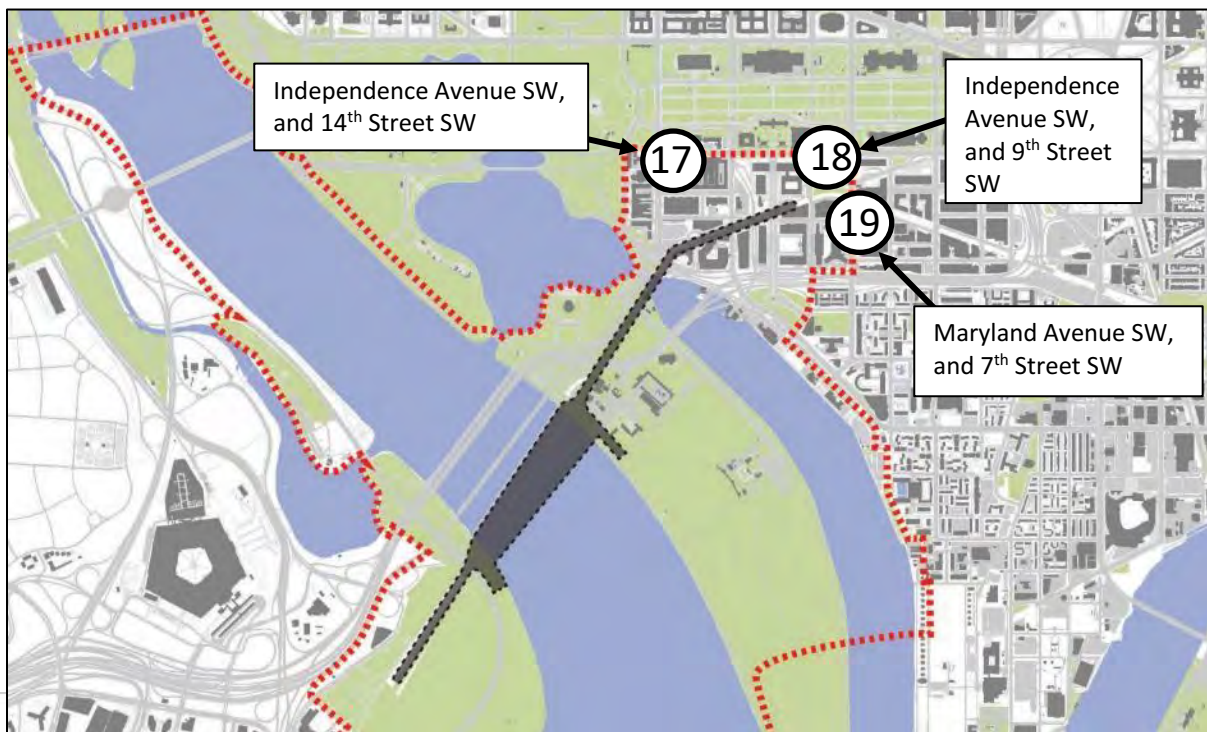 Independence Avenue SW,
and 14th Street SW
Independence
Avenue SW,
and 9th Street
SW
17
18
19
Maryland Avenue SW,
and 7th Street SW